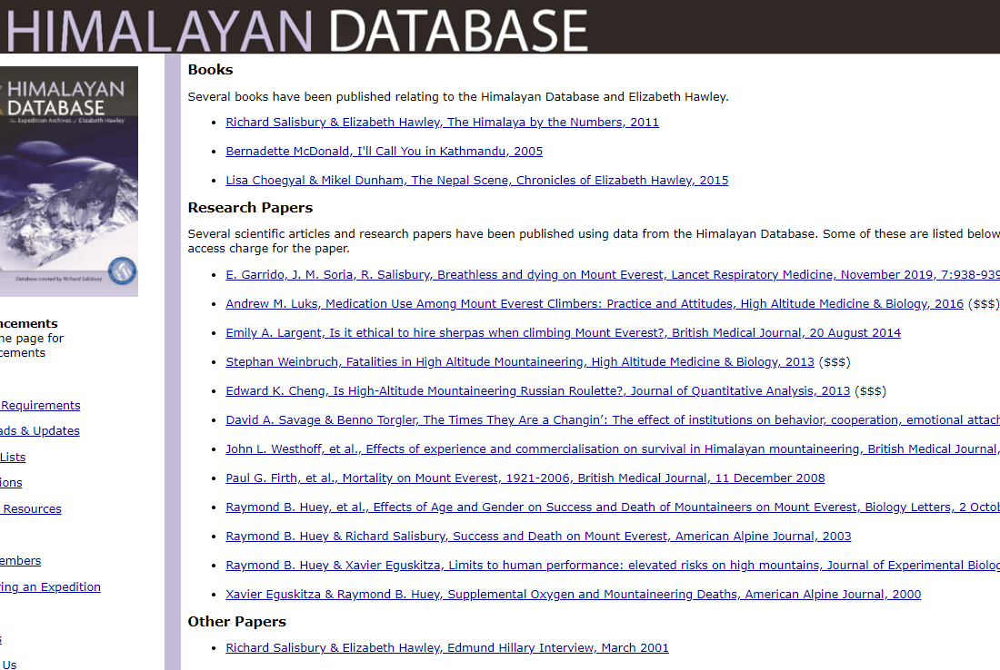 HIMALAYAN DATABASE
HIMALAYAN
DATABASE
The Expedition Archives of Elizabeth Hawley
Database created by Richard Salisbury
ncements
he page for
cements
Requirements
ads & Updates
Lists
ions
Resources
embers
ring an Expedition
s
Us
Books
Several books have been published relating to the Himalayan Database and Elizabeth Hawley.
• Richard Salisbury & Elizabeth Hawley, The Himalaya by the Numbers, 2011
• Bernadette McDonald, I'll Call You in Kathmandu, 2005
• Lisa Choegyal & Mikel Dunham, The Nepal Scene, Chronicles of Elizabeth Hawley, 2015
Research Papers
Several scientific articles and research papers have been published using data from the Himalayan Database. Some of these are listed below
access charge for the paper.
• E. Garrido, J. M. Soria, R. Salisbury, Breathless and dying on Mount Everest, Lancet Respiratory Medicine, November 2019, 7:938-939
• Andrew M. Luks, Medication Use Among Mount Everest Climbers: Practice and Attitudes, High Altitude Medicine & Biology, 2016 ($$$)
• Emily A. Largent, Is it ethical to hire sherpas when climbing Mount Everest?, British Medical Journal, 20 August 2014
• Stephan Weinbruch, Fatalities in High Altitude Mountaineering, High Altitude Medicine & Biology, 2013 ($$$)
• Edward K. Cheng, Is High-Altitude Mountaineering Russian Roulette?, Journal of Quantitative Analysis, 2013 ($$$)
• David A. Savage & Benno Torgler, The Times They Are a Changin’: The effect of institutions on behavior, cooperation, emotional attach
• John L. Westhoff, et al., Effects of experience and commercialisation on survival in Himalayan mountaineering, British Medical Journal,
• Paul G. Firth, et al., Mortality on Mount Everest, 1921-2006, British Medical Journal, 11 December 2008
• Raymond B. Huey, et al., Effects of Age and Gender on Success and Death of Mountaineers on Mount Everest, Biology Letters, 2 Octob
• Raymond B. Huey & Richard Salisbury, Success and Death on Mount Everest, American Alpine Journal, 2003
• Raymond B. Huey & Xavier Eguskitza, Limits to human performance: elevated risks on high mountains, Journal of Experimental Biolog
• Xavier Eguskitza & Raymond B. Huey, Supplemental Oxygen and Mountaineering Deaths, American Alpine Journal, 2000
Other Papers
• Richard Salisbury & Elizabeth Hawley, Edmund Hillary Interview, March 2001